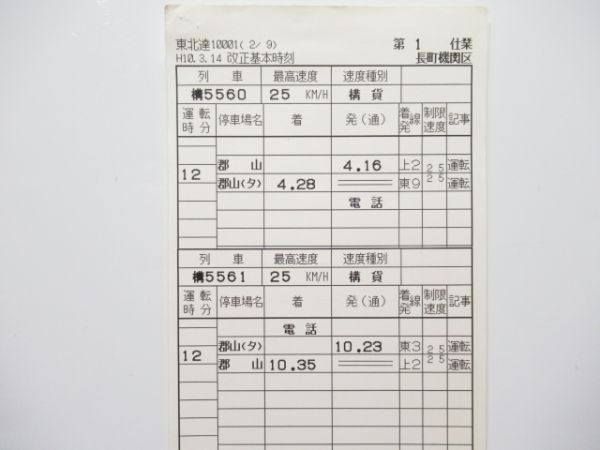 東北達10001( 2/ 9) 第 1 仕業
H10.3.14 改正基本時刻 長町機関区
列 車 最高速度 速度種別
構5560 25 KM/H 構 貨
運 転 時 分 停車場名 着 発(通) 着線発 制限速度 記事
郡 山 4.16 上2 25 運転
12
郡山(タ) 4.28 東9 25 運転
電 話
列 車 最高速度 速度種別
構5561 25 KM/H 構 貨
運 転 時 分 停車場名 着 発(通) 着線発 制限速度 記事
電 話
郡山(タ) 10.23 東3 25 運転
12
郡 山 10.35 上2 25 運転